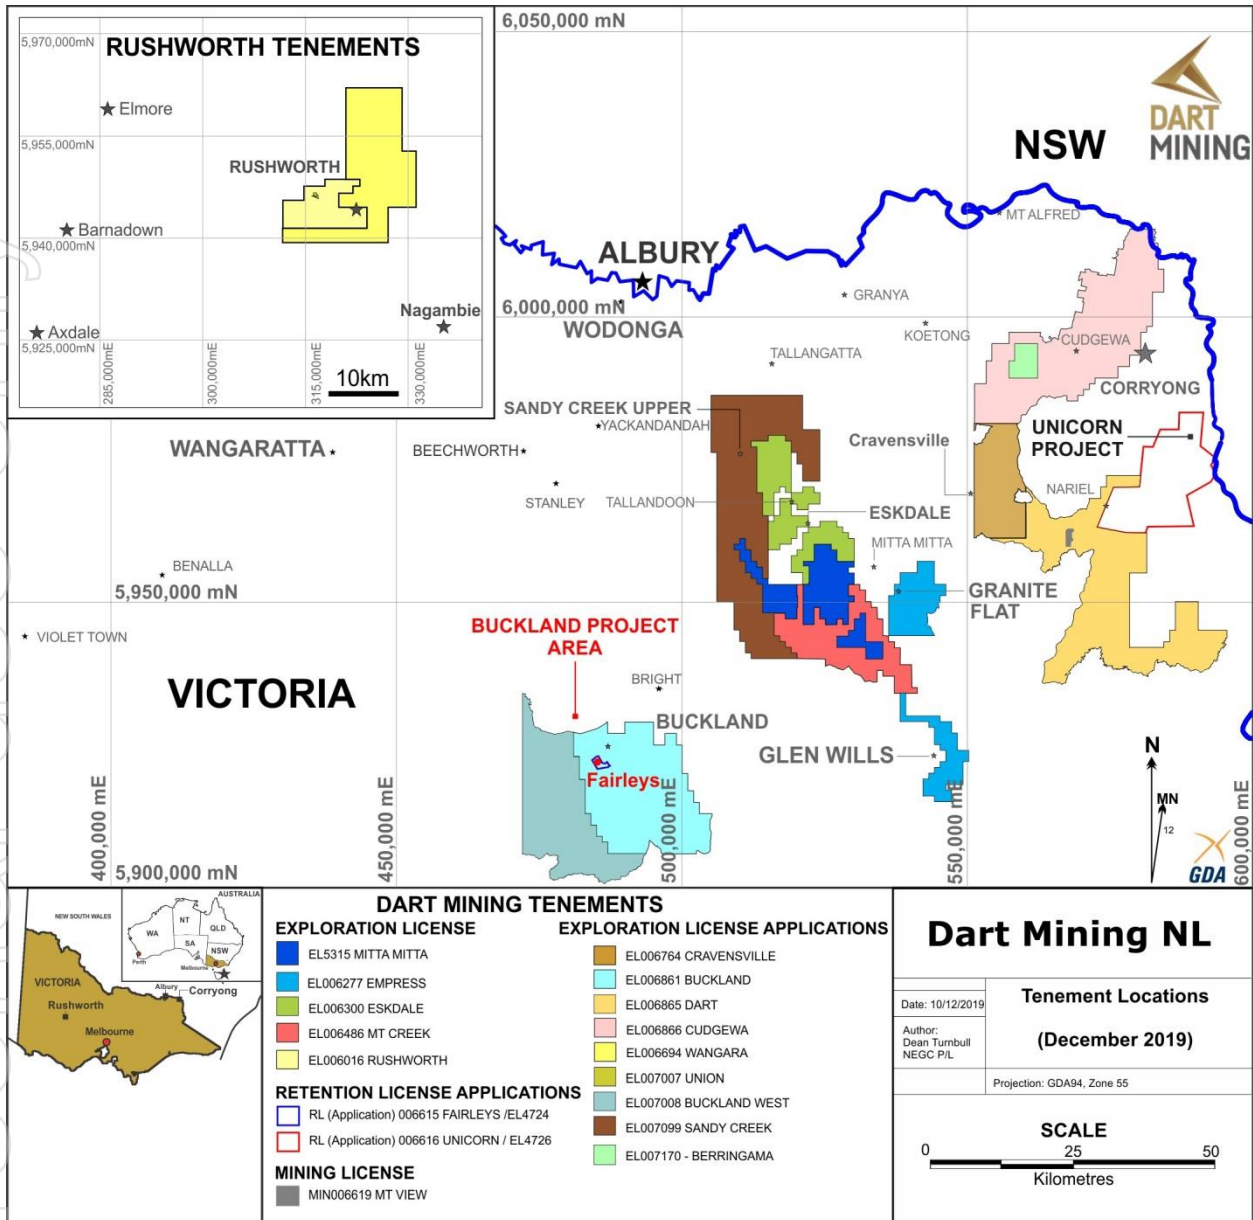 RUSHWORTH TENEMENTS
5,970,000mN
Elmore
5,955,000mN
RUSHWORTH
Barnadown
5,940,000mN
Nagambie
Axdale
5,925,000mN
285,000mE
300,000mE
315,000mE
330,000mE
10km
6,050,000 mN
DART
MINING
NSW
MT ALFRED
ALBURY
GRANYA
6,000,000 mN
WODONGA
KOETONG
CUDGEWA
TALLANGATTA
CORRYONG
SANDY CREEK UPPER
YACKANDANDAH
UNICORN
PROJECT
WANGARATTA
BEECHWORTH
Cravensville
STANLEY
TALLANDOON
ESKDALE
NARIEL
MITTA MITTA
BENALLA
5,950,000 mN
GRANITE
FLAT
VIOLET TOWN
BUCKLAND PROJECT
AREA
BRIGHT
VICTORIA
BUCKLAND
GLEN WILLS
Fairleys
N
MN
12
GDA
400,000 mE
450,000 mE
500,000 mE
550,000 mE
600,000 mE
5,900,000 mN
NEW SOUTH WALES
AUSTRALIA
WA
NT
QLD
SA
NSW
Perth
Melbourne
VICTORIA
Albury
Corryong
Rushworth
Melbourne
DART MINING TENEMENTS
EXPLORATION LICENSE
EL5315 MITTA MITTA
EL006277 EMPRESS
EL006300 ESKDALE
EL006486 MT CREEK
EL006016 RUSHWORTH
RETENTION LICENSE APPLICATIONS
RL (Application) 006615 FAIRLEYS /EL4724
RL (Application) 006616 UNICORN / EL4726
MINING LICENSE
MIN006619 MT VIEW
EXPLORATION LICENSE APPLICATIONS
EL006764 CRAVENSVILLE
EL006861 BUCKLAND
EL006865 DART
EL006866 CUDGEWA
EL006694 WANGARA
EL007007 UNION
EL007008 BUCKLAND WEST
EL007099 SANDY CREEK
EL007170 - BERRINGAMA
Dart Mining NL
Date: 10/12/2019
Author:
Dean Turnbull
NEGC P/L
Tenement Locations
(December 2019)
Projection: GDA94, Zone 55
SCALE
0 25 50
Kilometres